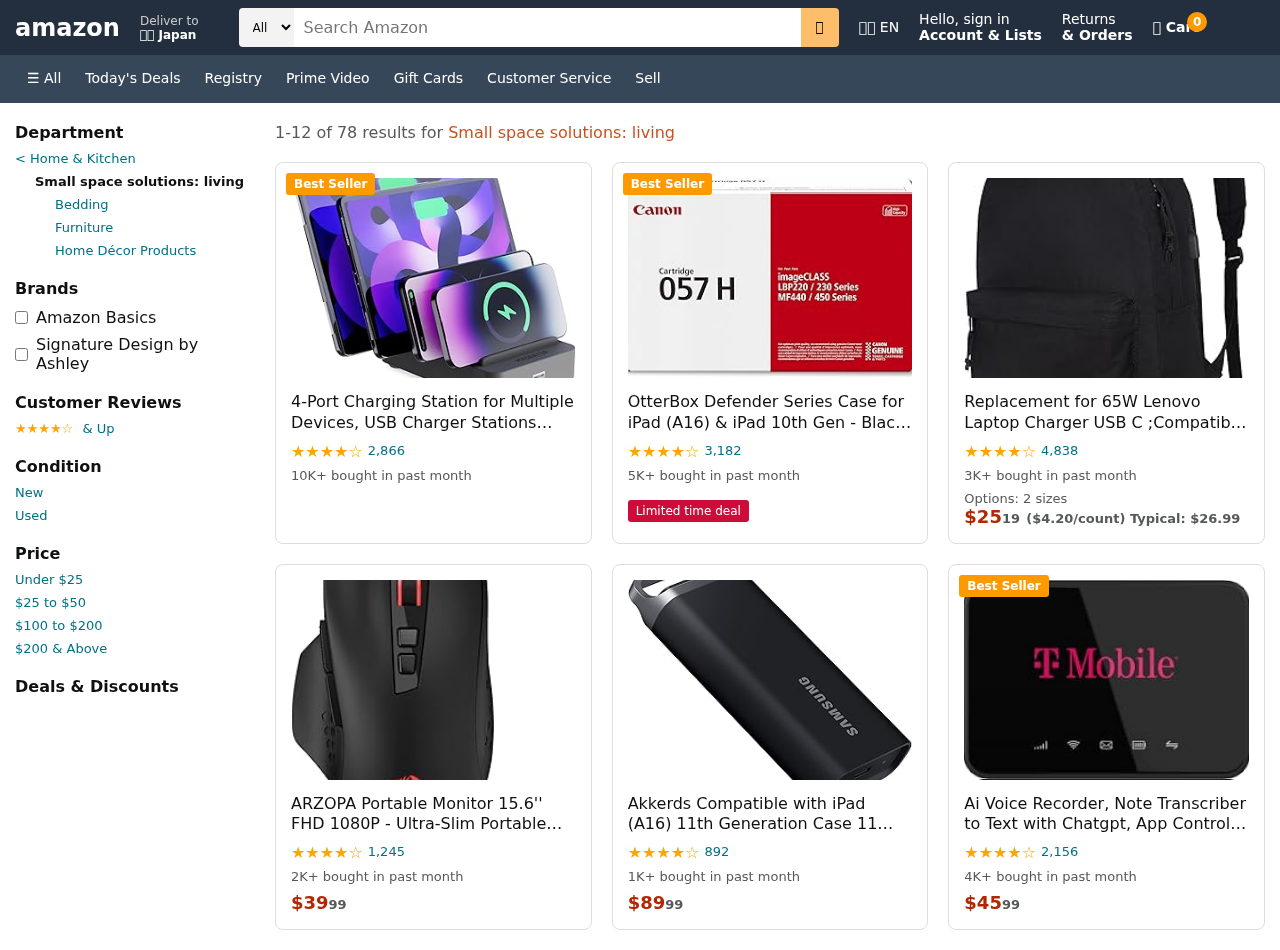 amazon
Deliver to
Japan
All
Search Amazon
EN
Hello, sign in
Account & Lists
Returns
& Orders
0
☰ All
Today's Deals
Registry
Prime Video
Gift Cards
Customer Service
Sell
Department
< Home & Kitchen
Small space solutions: living
Bedding
Furniture
Home Décor Products
Brands
Amazon Basics
Signature Design by
Ashley
Customer Reviews
★★★★☆ & Up
Condition
New
Used
Price
Under $25
$25 to $50
$100 to $200
$200 & Above
Deals & Discounts
1-12 of 78 results for Small space solutions: living
Best Seller
4-Port Charging Station for Multiple
Devices, USB Charger Stations...
★★★★☆ 2,866
10K+ bought in past month
Best Seller
Canon
Cartridge
057 H
imageCLASS
LBP220 / 230 Series
MF440 / 450 Series
GENUINE
OtterBox Defender Series Case for
iPad (A16) & iPad 10th Gen - Blac...
★★★★☆ 3,182
5K+ bought in past month
Limited time deal
Replacement for 65W Lenovo
Laptop Charger USB C ;Compatib...
★★★★☆ 4,838
3K+ bought in past month
Options: 2 sizes
$25 19 ($4.20/count) Typical: $26.99
ARZOPA Portable Monitor 15.6''
FHD 1080P - Ultra-Slim Portable...
★★★★☆ 1,245
2K+ bought in past month
$39 99
SAMSUNG
Akkerds Compatible with iPad
(A16) 11th Generation Case 11...
★★★★☆ 892
1K+ bought in past month
$89 99
Best Seller
T Mobile
Ai Voice Recorder, Note Transcriber
to Text with Chatgpt, App Control...
★★★★☆ 2,156
4K+ bought in past month
$45 99